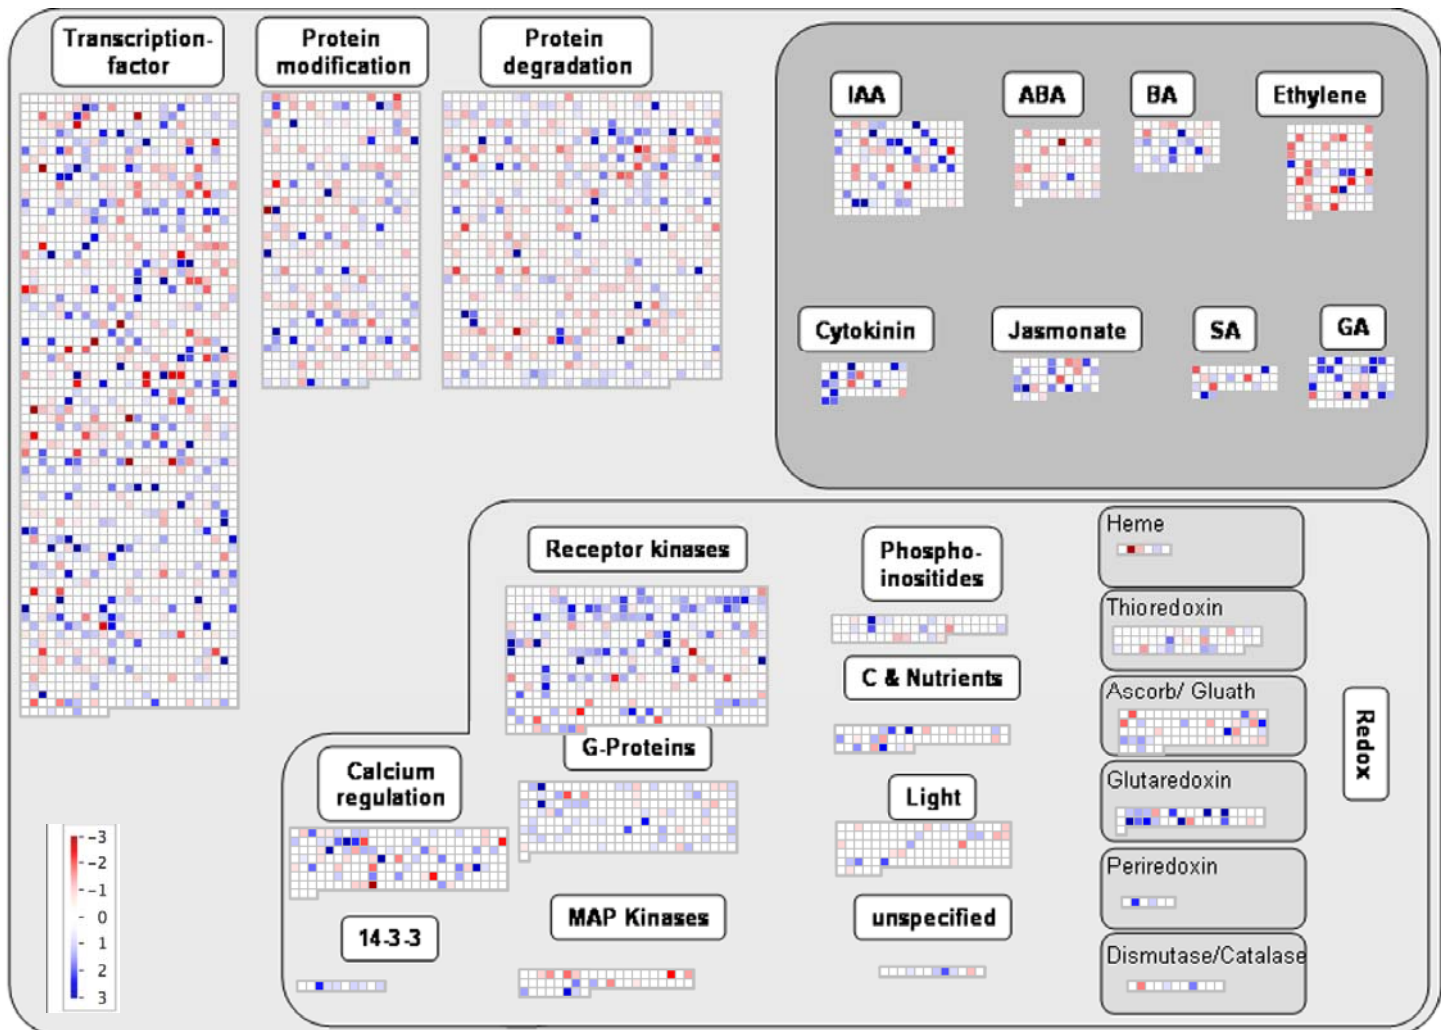 Transcription-
factor
Protein
modification
Protein
degradation
IAA
ABA
BA
Ethylene
Cytokinin
Jasmonate
SA
GA
Receptor kinases
Phospho-
inositides
Heme
Thioredoxin
C & Nutrients
Ascorb/ Gluath
Redox
G-Proteins
Calcium
regulation
Light
Glutaredoxin
Periredoxin
MAP Kinases
unspecified
14-3-3
Dismutase/Catalase
-3
-2
-1
0
1
2
3